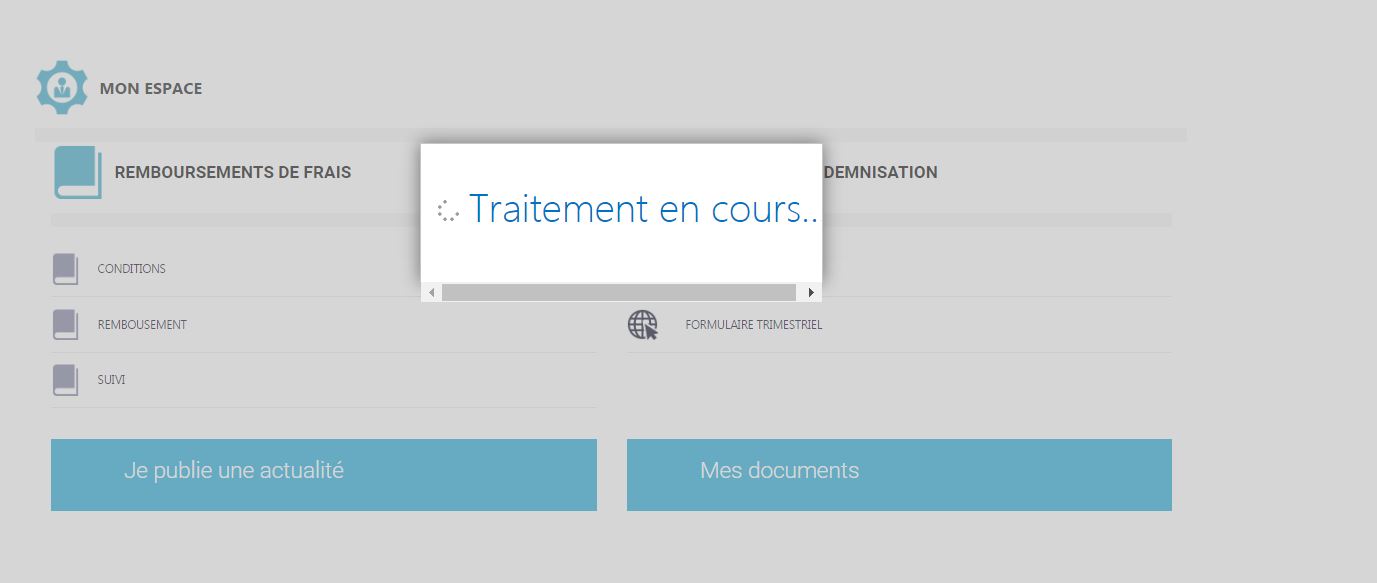 MON ESPACE
REMBOURSEMENTS DE FRAIS
DEMNISATION
Traitement en cours..
CONDITIONS
REMBOUSEMENT
FORMULAIRE TRIMESTRIEL
SUIVI
Je publie une actualité
Mes documents